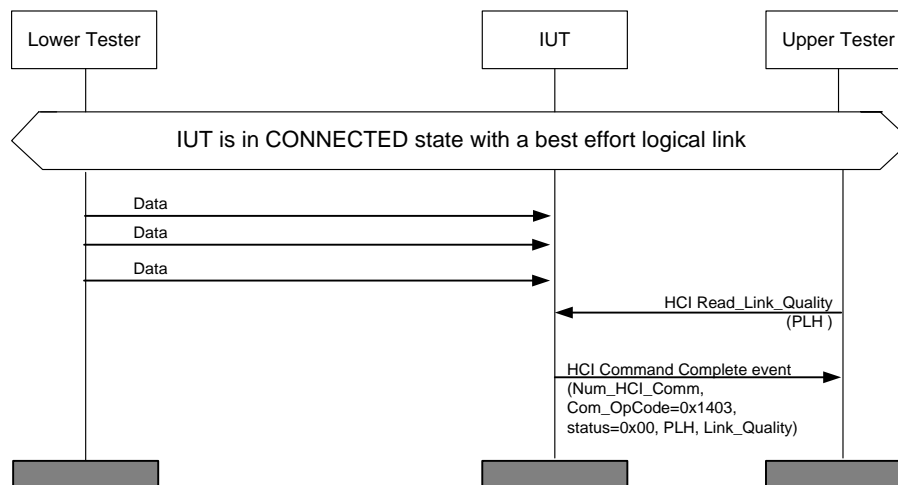 Lower Tester
IUT
Upper Tester
IUT is in CONNECTED state with a best effort logical link
Data
Data
Data
HCI Read_Link_Quality
(PLH )
HCI Command Complete event
(Num_HCI_Comm,
Com_OpCode=0x1403,
status=0x00, PLH, Link_Quality)